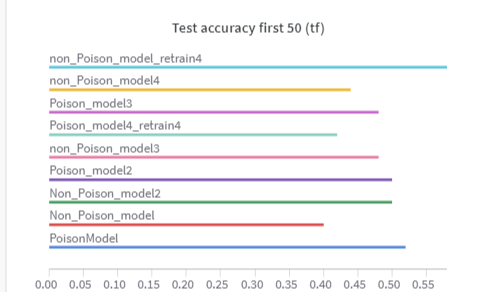 Test accuracy first 50 (tf)
non_Poison_model_retrain4
non_Poison_model4
Poison_model3
Poison_model4_retrain4
non_Poison_model3
Poison_model2
Non_Poison_model2
Non_Poison_model
PoisonModel
0.00 0.05 0.10 0.15 0.20 0.25 0.30 0.35 0.40 0.45 0.50 0.55